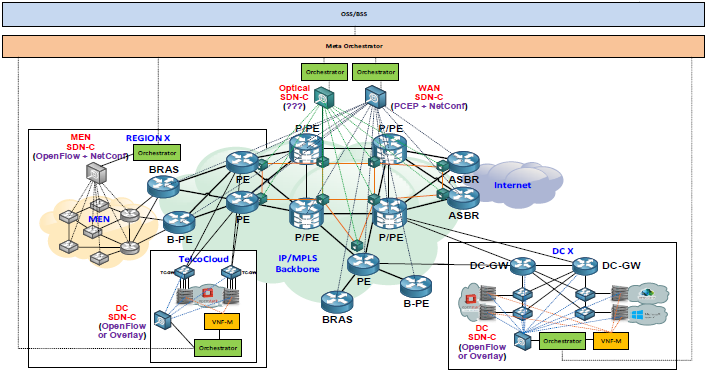 OSS/BSS
Meta Orchestrator
Optical
SDN-C
(???)
Orchestrator
Orchestrator
WAN
SDN-C
(PCEP + NetConf)
MEN
SDN-C
(OpenFlow + NetConf)
REGION X
Orchestrator
BRAS
MEN
B-PE
PE
PE
P/PE
P/PE
P/PE
P/PE
ASBR
ASBR
Internet
IP/MPLS
Backbone
PE
BRAS
B-PE
TelcoCloud
TC-GW
TC-GW
DC
SDN-C
(OpenFlow
or Overlay)
VNF-M
Orchestrator
DC X
DC-GW
DC-GW
DC
SDN-C
(OpenFlow
or Overlay)
Orchestrator
VNF-M